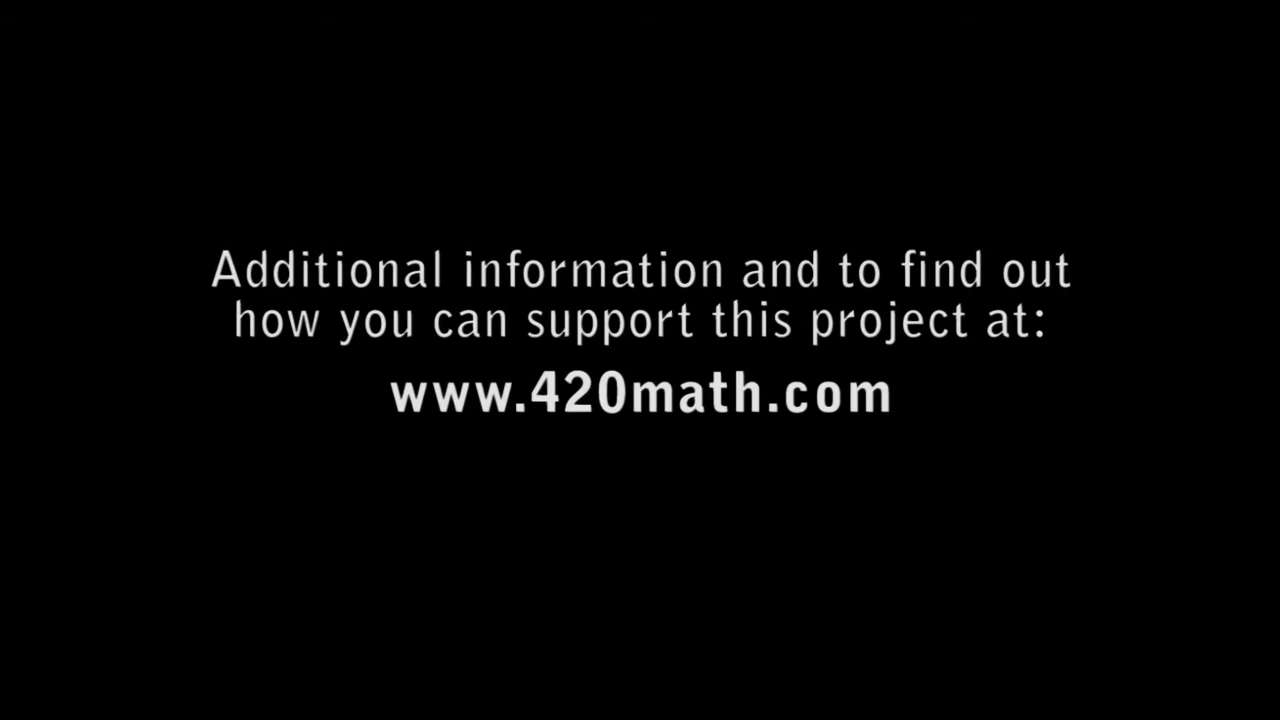 Additional information and to find out
how you can support this project at:
www.420math.com